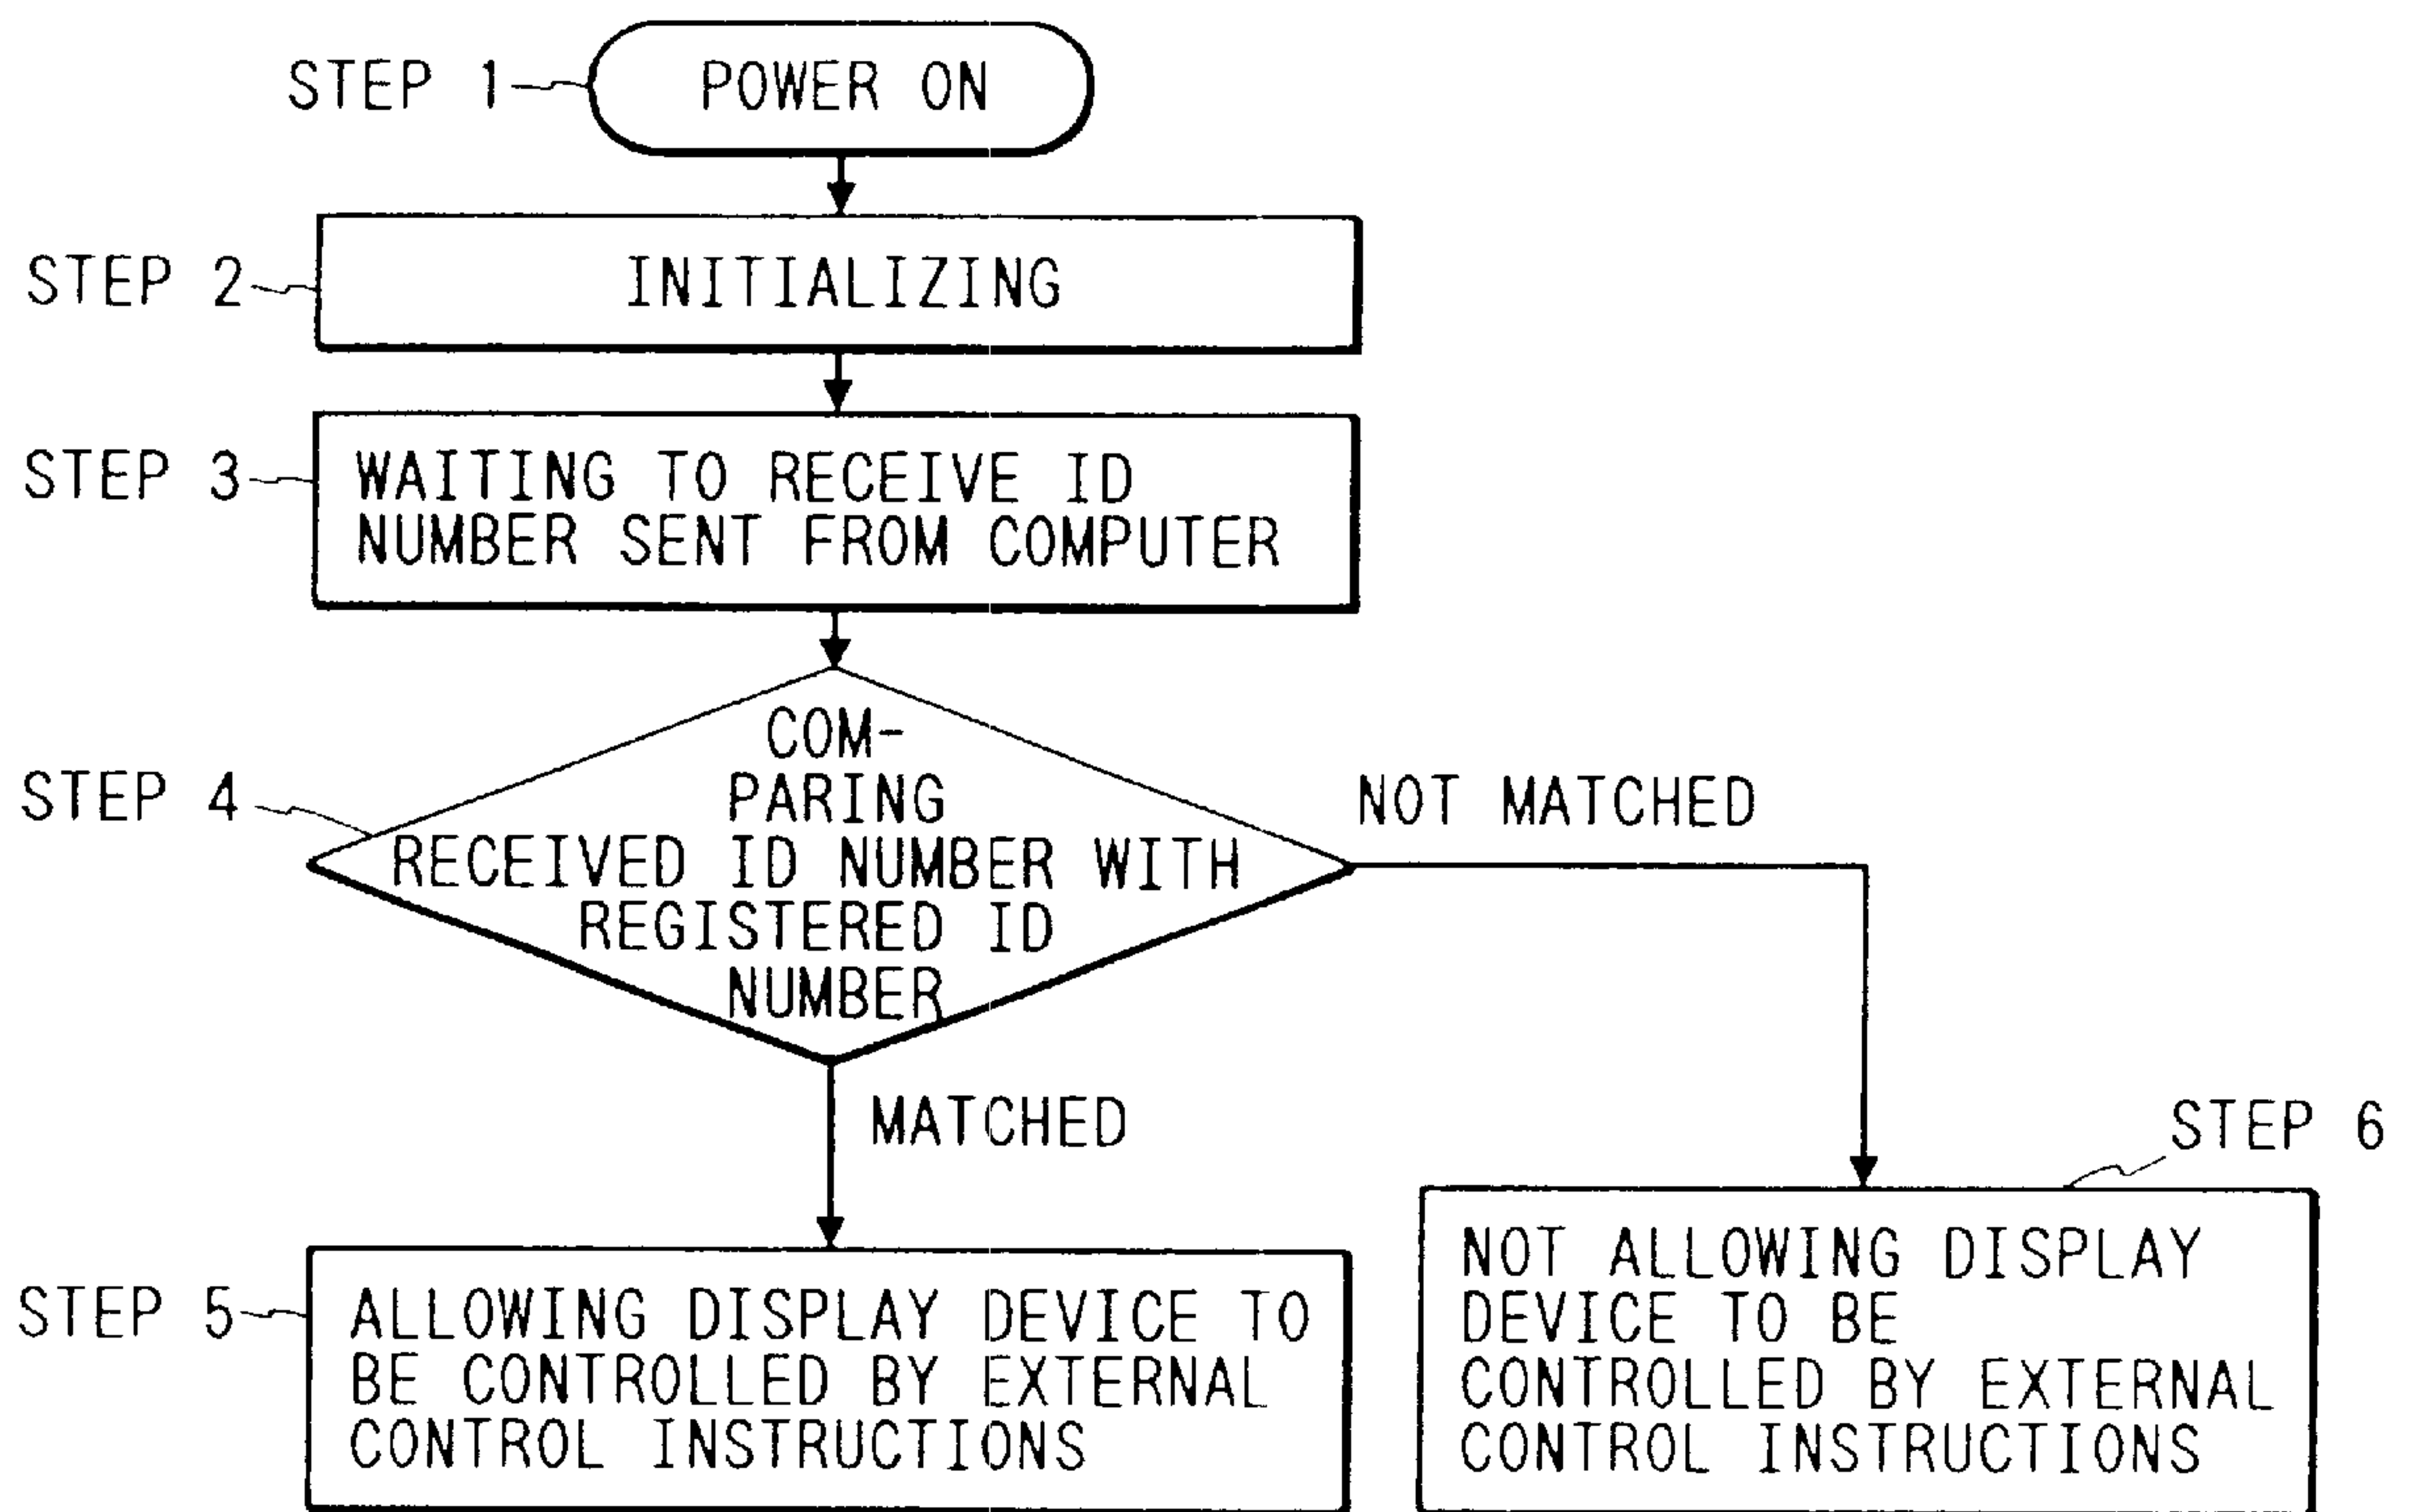 STEP 1
POWER ON
STEP 2
INITIALIZING
STEP 3
WAITING TO RECEIVE ID
NUMBER SENT FROM COMPUTER
STEP 4
COM-
PARING
RECEIVED ID NUMBER WITH
REGISTERED ID
NUMBER
NOT MATCHED
MATCHED
STEP 5
ALLOWING DISPLAY DEVICE TO
BE CONTROLLED BY EXTERNAL
CONTROL INSTRUCTIONS
STEP 6
NOT ALLOWING DISPLAY
DEVICE TO BE
CONTROLLED BY EXTERNAL
CONTROL INSTRUCTIONS